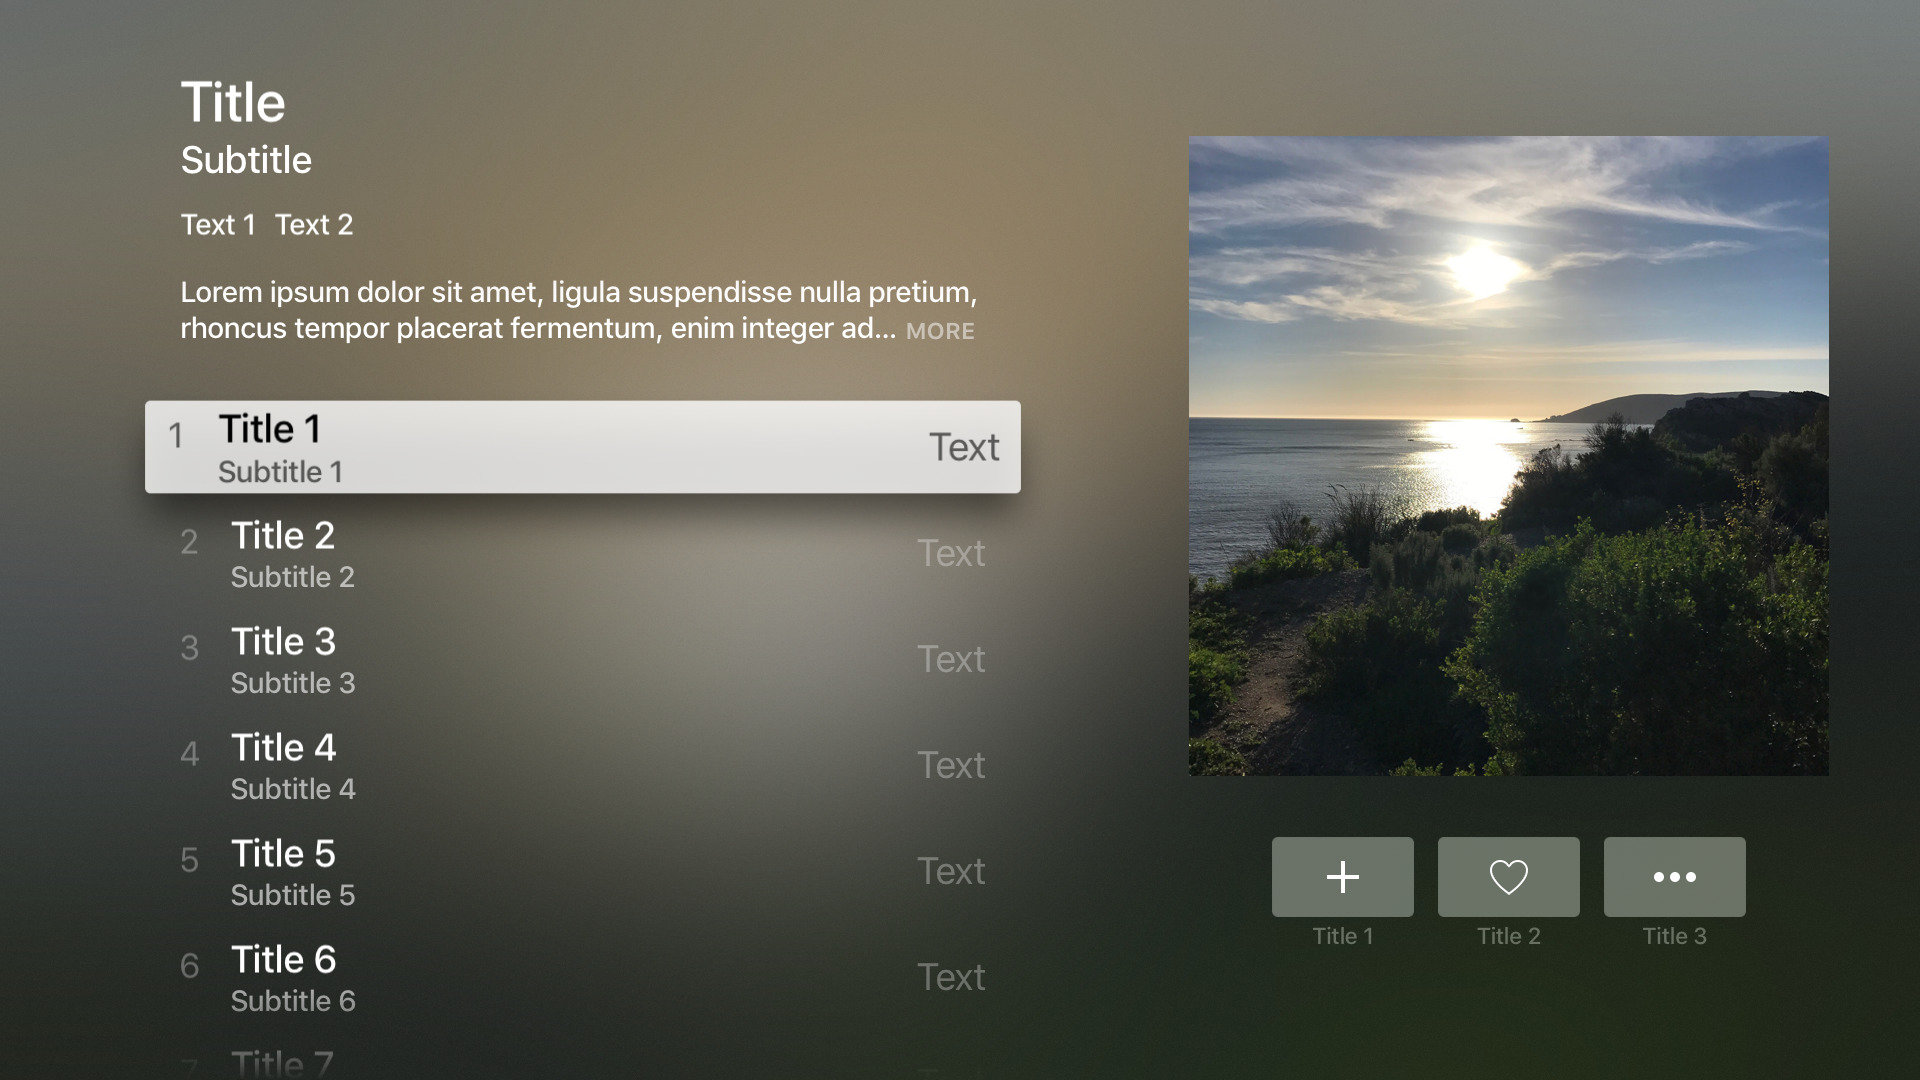 Title
Subtitle
Text 1 Text 2
Lorem ipsum dolor sit amet, ligula suspendisse nulla pretium,
rhoncus tempor placerat fermentum, enim integer ad... MORE
1 Title 1 Text
Subtitle 1
2 Title 2 Text
Subtitle 2
3 Title 3 Text
Subtitle 3
4 Title 4 Text
Subtitle 4
5 Title 5 Text
Subtitle 5
6 Title 6 Text
Subtitle 6
7 Title 7
Title 1 Title 2 Title 3